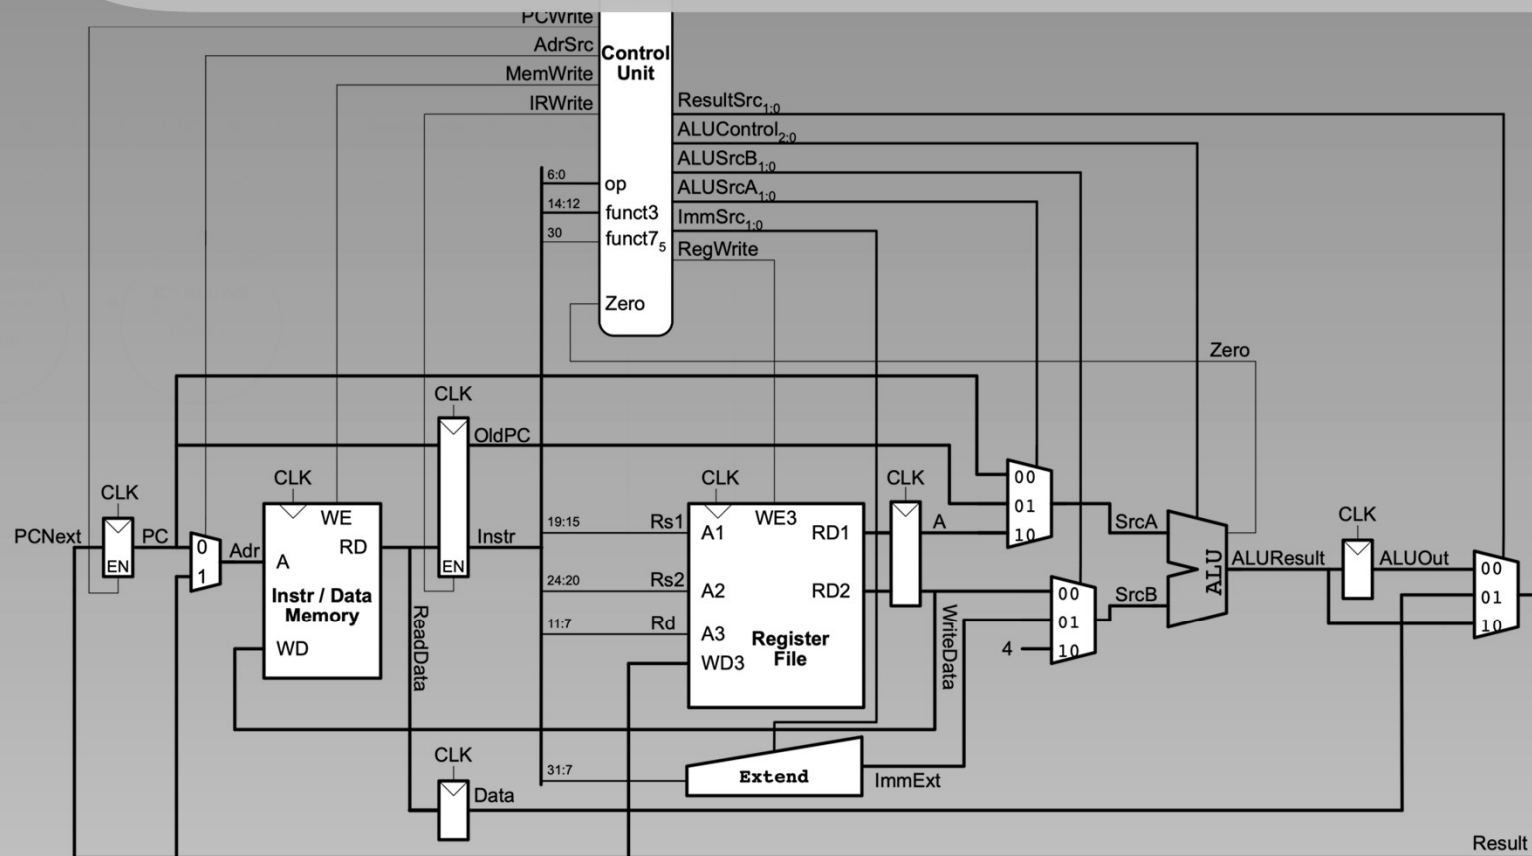 PCWrite
AdrSrc
MemWrite
IRWrite
Control
Unit
ResultSrc1:0
ALUControl2:0
ALUSrcB1:0
ALUSrcA1:0
ImmSrc1:0
RegWrite
6:0
op
14:12
funct3
30
funct75
Zero
Zero
CLK
OldPC
CLK
CLK
CLK
CLK
CLK
PCNext
PC
EN
0
1
Adr
WE
RD
A
Instr / Data
Memory
WD
ReadData
EN
Instr
19:15
Rs1
A1
WE3
RD1
A
24:20
Rs2
A2
RD2
11:7
Rd
A3
WD3
Register
File
WriteData
00
01
10
SrcA
00
01
10
4
SrcB
ALU
ALUResult
ALUOut
00
01
10
CLK
Data
31:7
Extend
ImmExt
Result